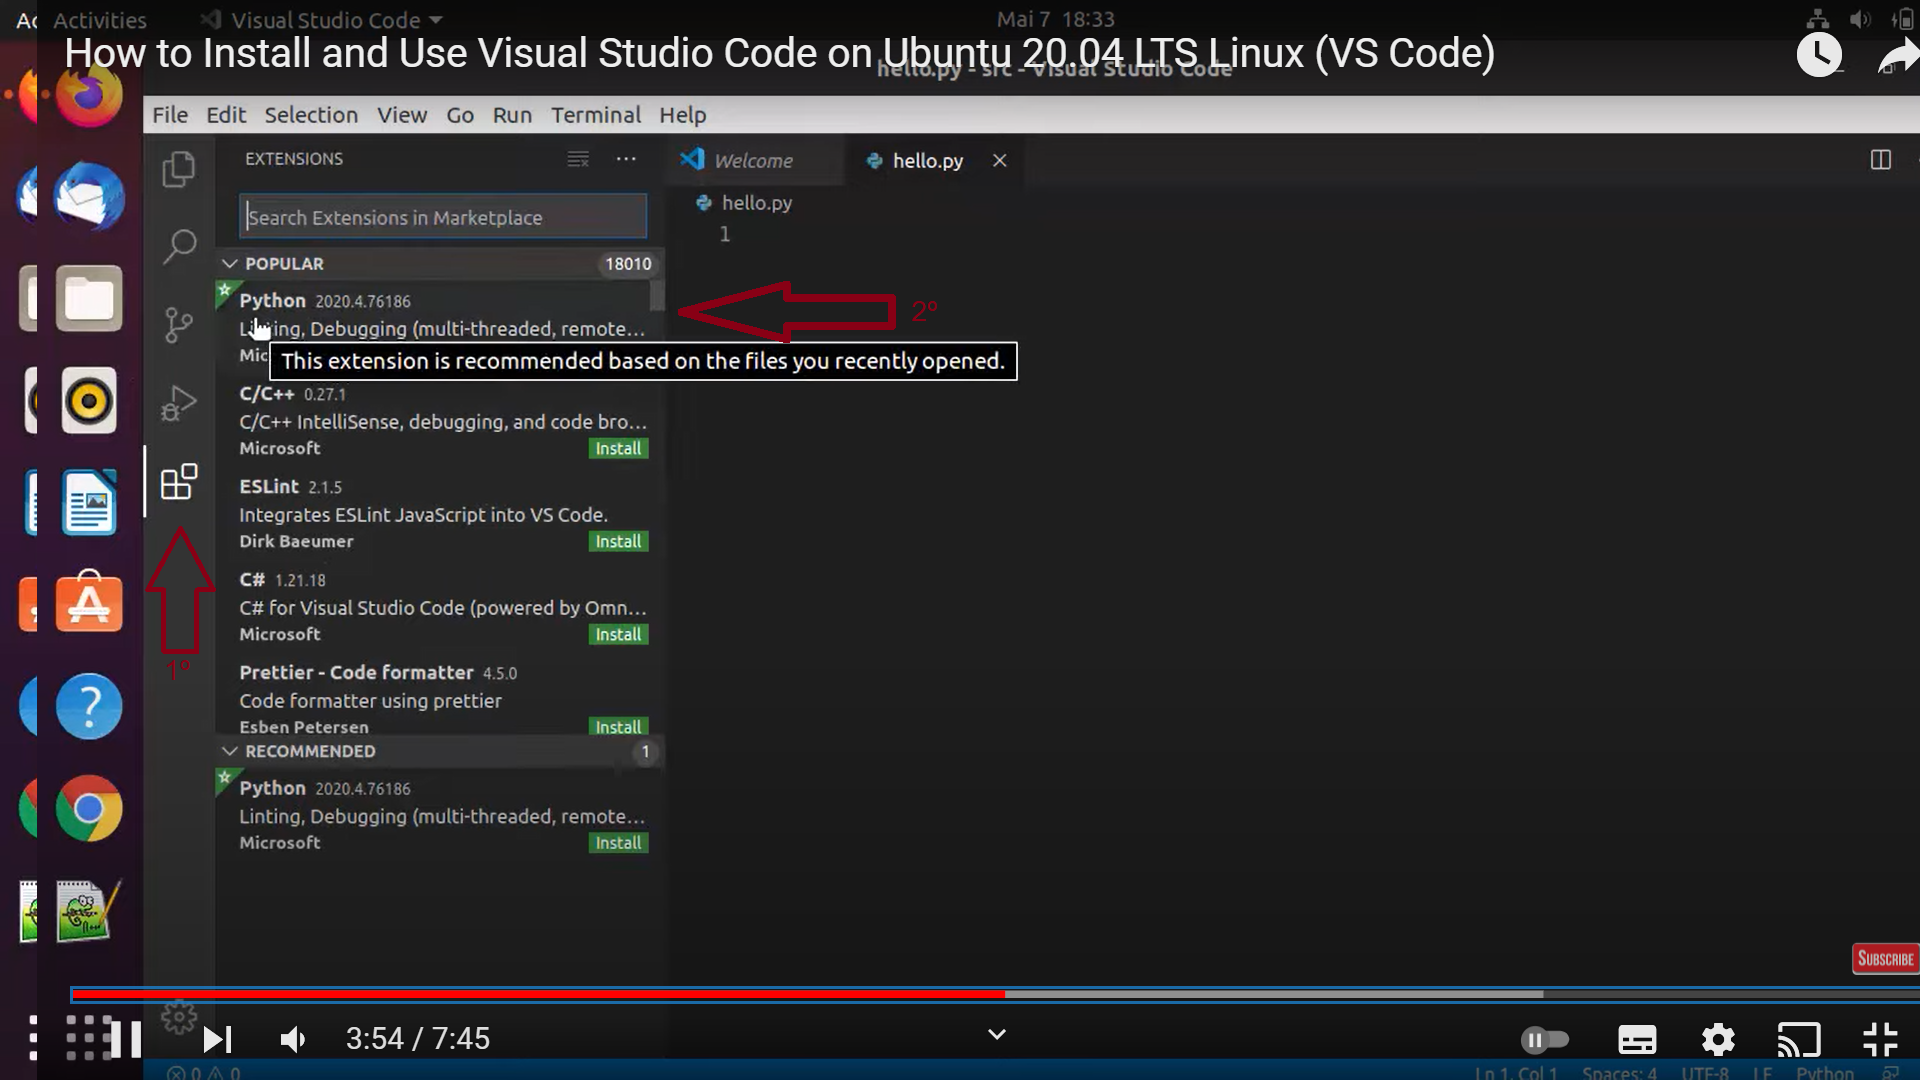 Ac Activities Visual Studio Code Mai 7 18:33
How to Install and Use Visual Studio Code on Ubuntu 20.04 LTS Linux (VS Code)
hello.py - src - Visual Studio Code
File Edit Selection View Go Run Terminal Help
EXTENSIONS
Welcome
hello.py
Search Extensions in Marketplace
hello.py
1
POPULAR 18010
Python 2020.4.76186
Linting, Debugging (multi-threaded, remote...
2º
Mic
This extension is recommended based on the files you recently opened.
C/C++ 0.27.1
C/C++ IntelliSense, debugging, and code bro...
Microsoft Install
ESLint 2.1.5
Integrates ESLint JavaScript into VS Code.
Dirk Baeumer Install
C# 1.21.18
C# for Visual Studio Code (powered by Omn...
Microsoft Install
1º
Prettier - Code formatter 4.5.0
Code formatter using prettier
Esben Petersen Install
RECOMMENDED 1
Python 2020.4.76186
Linting, Debugging (multi-threaded, remote...
Microsoft Install
SUBSCRIBE
3:54 / 7:45
0 0 Ln 1, Col 1 Spaces: 4 UTF-8 LF Python